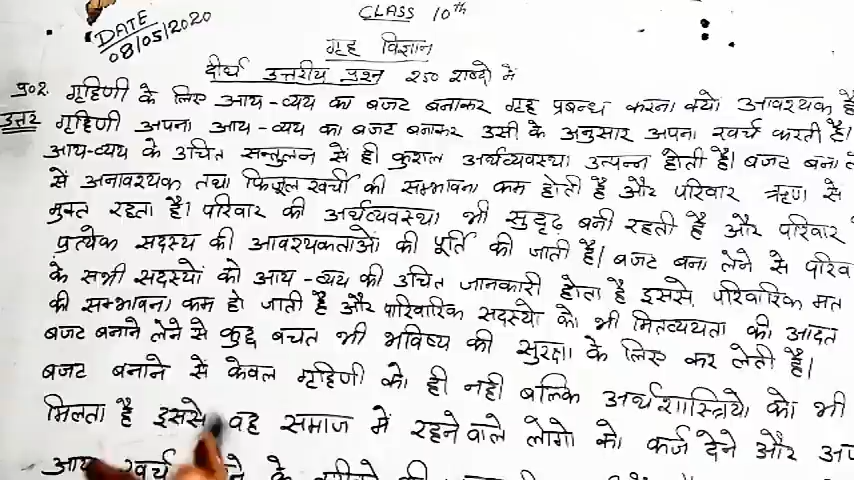 DATE
08/05/2020
CLASS 10th
गृह विज्ञान
दीर्घ उत्तरीय प्रश्न 250 शब्दो में
प्र02. गृहिणी के लिए आय-व्यय का बजट बनाकर गृह प्रबन्ध करना क्यो आवश्यक है
उत्तर गृहिणी अपना आय-व्यय का बजट बनाकर उसी के अनुसार अपना खर्च करती है।
आय-व्यय के उचित सन्तुलन से ही कुशल अर्थव्यवस्था उत्पन्न होती है। बजट बना ले
से अनावश्यक तथा फिजूल खर्ची की सम्भावना कम होती है और परिवार ऋण से
मुक्त रहता है। परिवार की अर्थव्यवस्था भी सुदृढ़ बनी रहती है और परिवार
प्रत्येक सदस्य की आवश्यकताओं की पूर्ति की जाती है। बजट बना लेने से परिव
के सभी सदस्यों को आय-व्यय की उचित जानकारी होता है इससे परिवारिक मत
की सम्भावना कम हो जाती है और पारिवारिक सदस्यो को भी मितव्ययता की आदत
बजट बनाने लेने से कुछ बचत भी भविष्य की सुरक्षा के लिए कर लेती है।
बजट बनाने से केवल गृहिणी को ही नही बल्कि अर्थशास्त्रियो को भी
मिलता है इससे वह समाज में रहने वाले लोगो को कर्ज देने और अप
आय खर्च के की